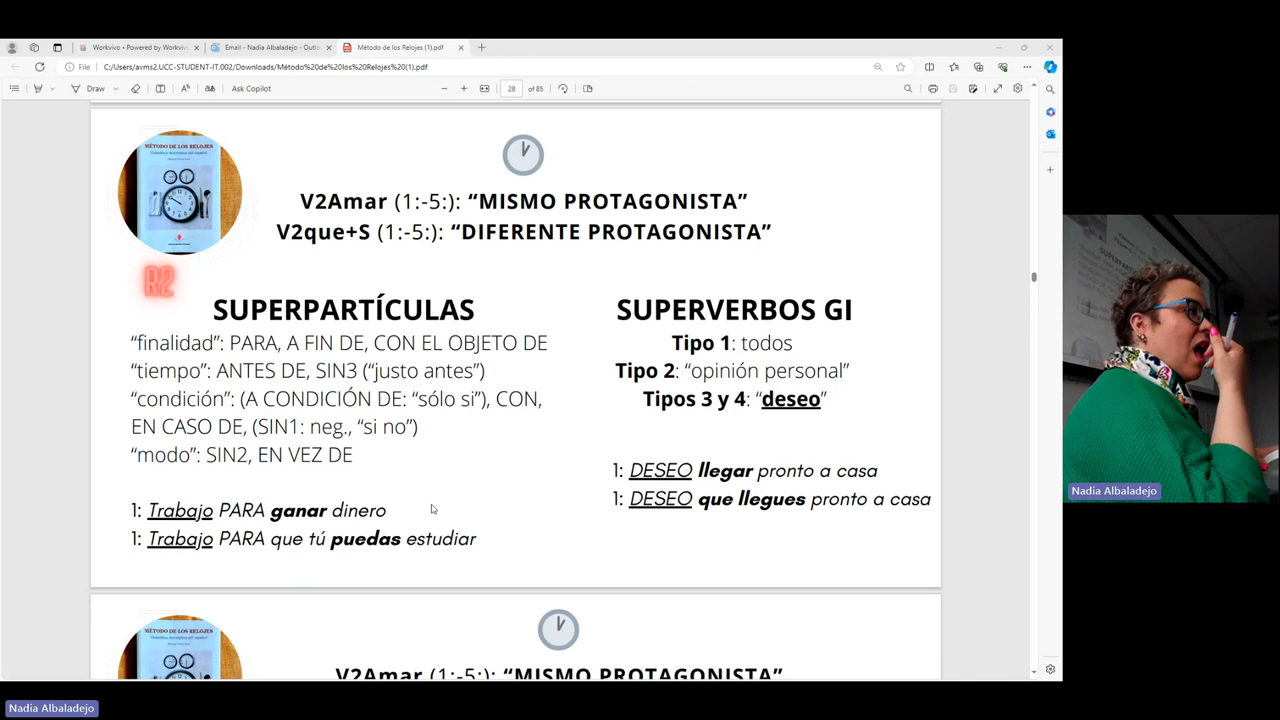 Workvivo • Powered by Workviv
Email - Nadia Albaladejo - Outlo
Método de los Relojes (1).pdf
File
C:/Users/avms2.UCC-STUDENT-IT.002/Downloads/Método%20de%20los%20Relojes%20(1).pdf
Draw
Ask Copilot
28 of 85
MÉTODO DE LOS RELOJES
V2Amar (1:-5:): “MISMO PROTAGONISTA”
V2que+S (1:-5:): “DIFERENTE PROTAGONISTA”
R2
SUPERPARTÍCULAS
“finalidad”: PARA, A FIN DE, CON EL OBJETO DE
“tiempo”: ANTES DE, SIN3 (“justo antes”)
“condición”: (A CONDICIÓN DE: “sólo si”), CON,
EN CASO DE, (SIN1: neg., “si no”)
“modo”: SIN2, EN VEZ DE
1: Trabajo PARA ganar dinero
1: Trabajo PARA que tú puedas estudiar
SUPERVERBOS GI
Tipo 1: todos
Tipo 2: “opinión personal”
Tipos 3 y 4: “deseo”
1: DESEO llegar pronto a casa
1: DESEO que llegues pronto a casa
MÉTODO DE LOS RELOJES
V2Amar (1:-5:): “MISMO PROTAGONISTA”
Nadia Albaladejo
Nadia Albaladejo